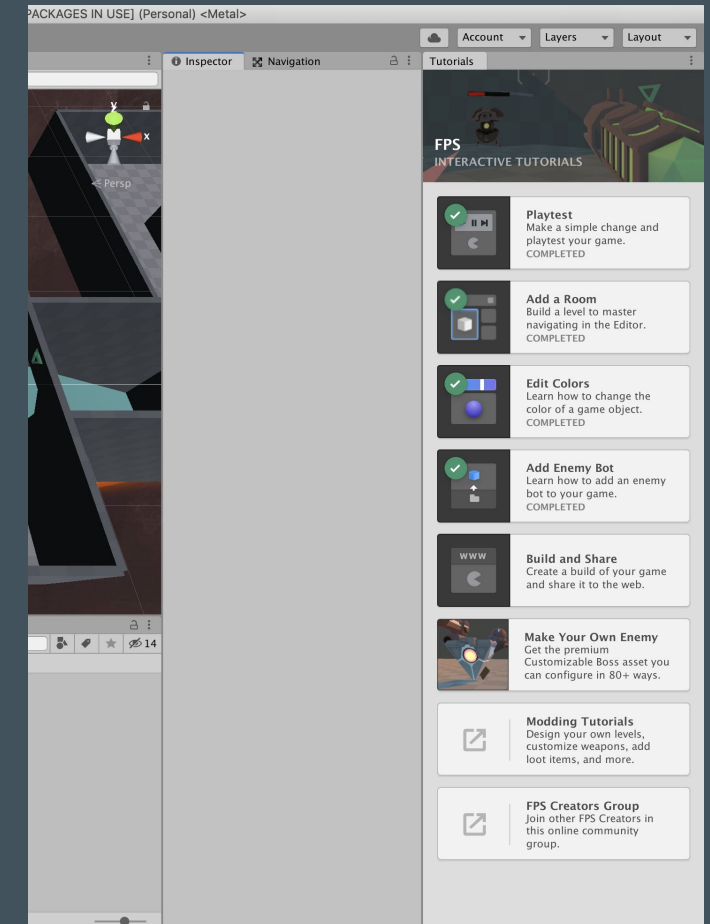 PACKAGES IN USE] (Personal) <Metal>
Account
Layers
Layout
Inspector
Navigation
Tutorials
y
x
Persp
14
FPS
INTERACTIVE TUTORIALS
Playtest
Make a simple change and
playtest your game.
COMPLETED
Add a Room
Build a level to master
navigating in the Editor.
COMPLETED
Edit Colors
Learn how to change the
color of a game object.
COMPLETED
Add Enemy Bot
Learn how to add an enemy
bot to your game.
COMPLETED
WWW
Build and Share
Create a build of your game
and share it to the web.
Make Your Own Enemy
Get the premium
Customizable Boss asset you
can configure in 80+ ways.
Modding Tutorials
Design your own levels,
customize weapons, add
loot items, and more.
FPS Creators Group
Join other FPS Creators in
this online community
group.